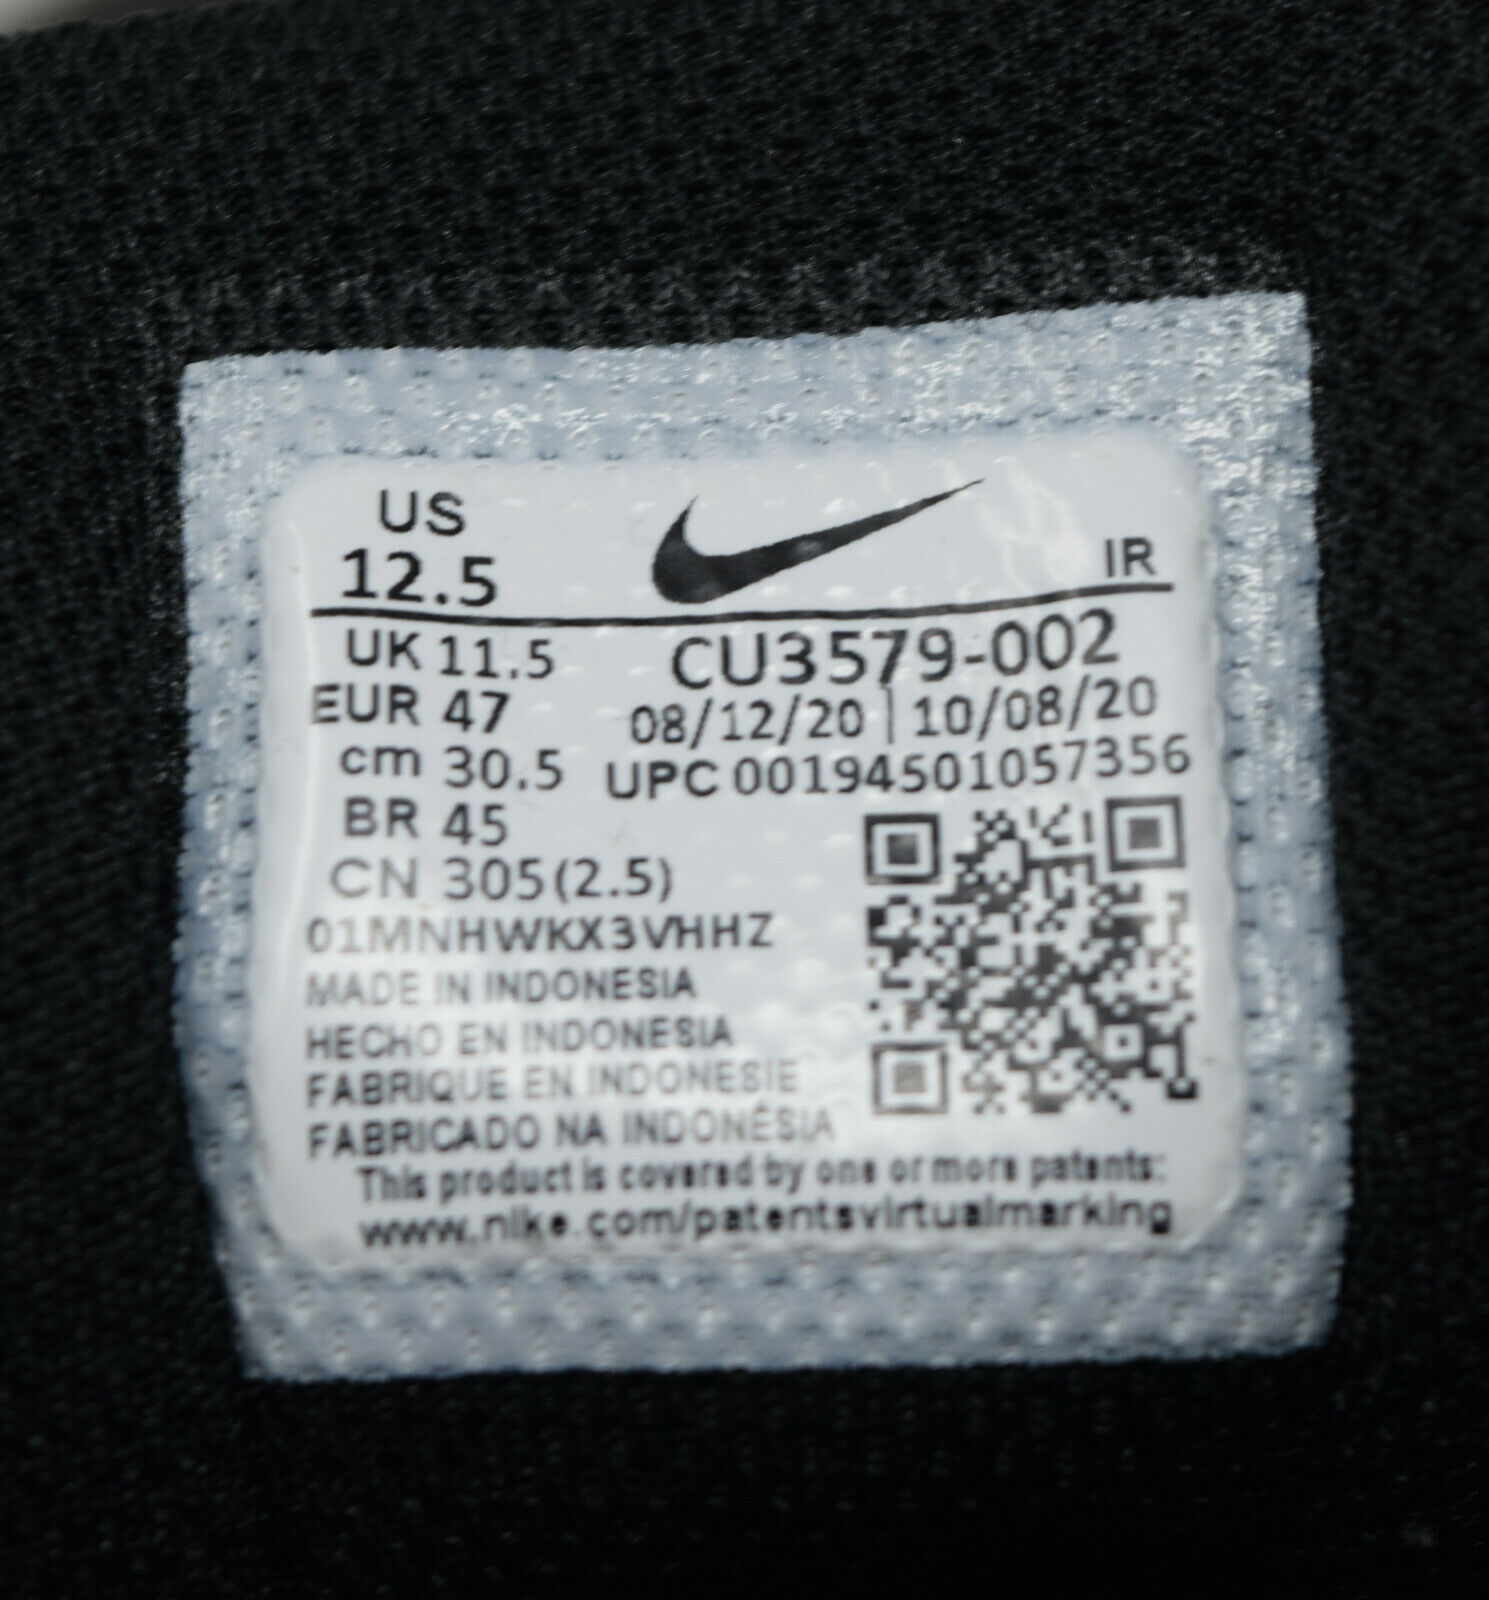 US
12.5
IR
UK 11.5
CU3579-002
EUR 47
08/12/20 | 10/08/20
cm 30.5
UPC 00194501057356
BR 45
CN 305(2.5)
01MNHWKX3VHHZ
MADE IN INDONESIA
HECHO EN INDONESIA
FABRIQUE EN INDONESIE
FABRICADO NA INDONÉSIA
This product is covered by one or more patents:
www.nike.com/patentsvirtualmarking